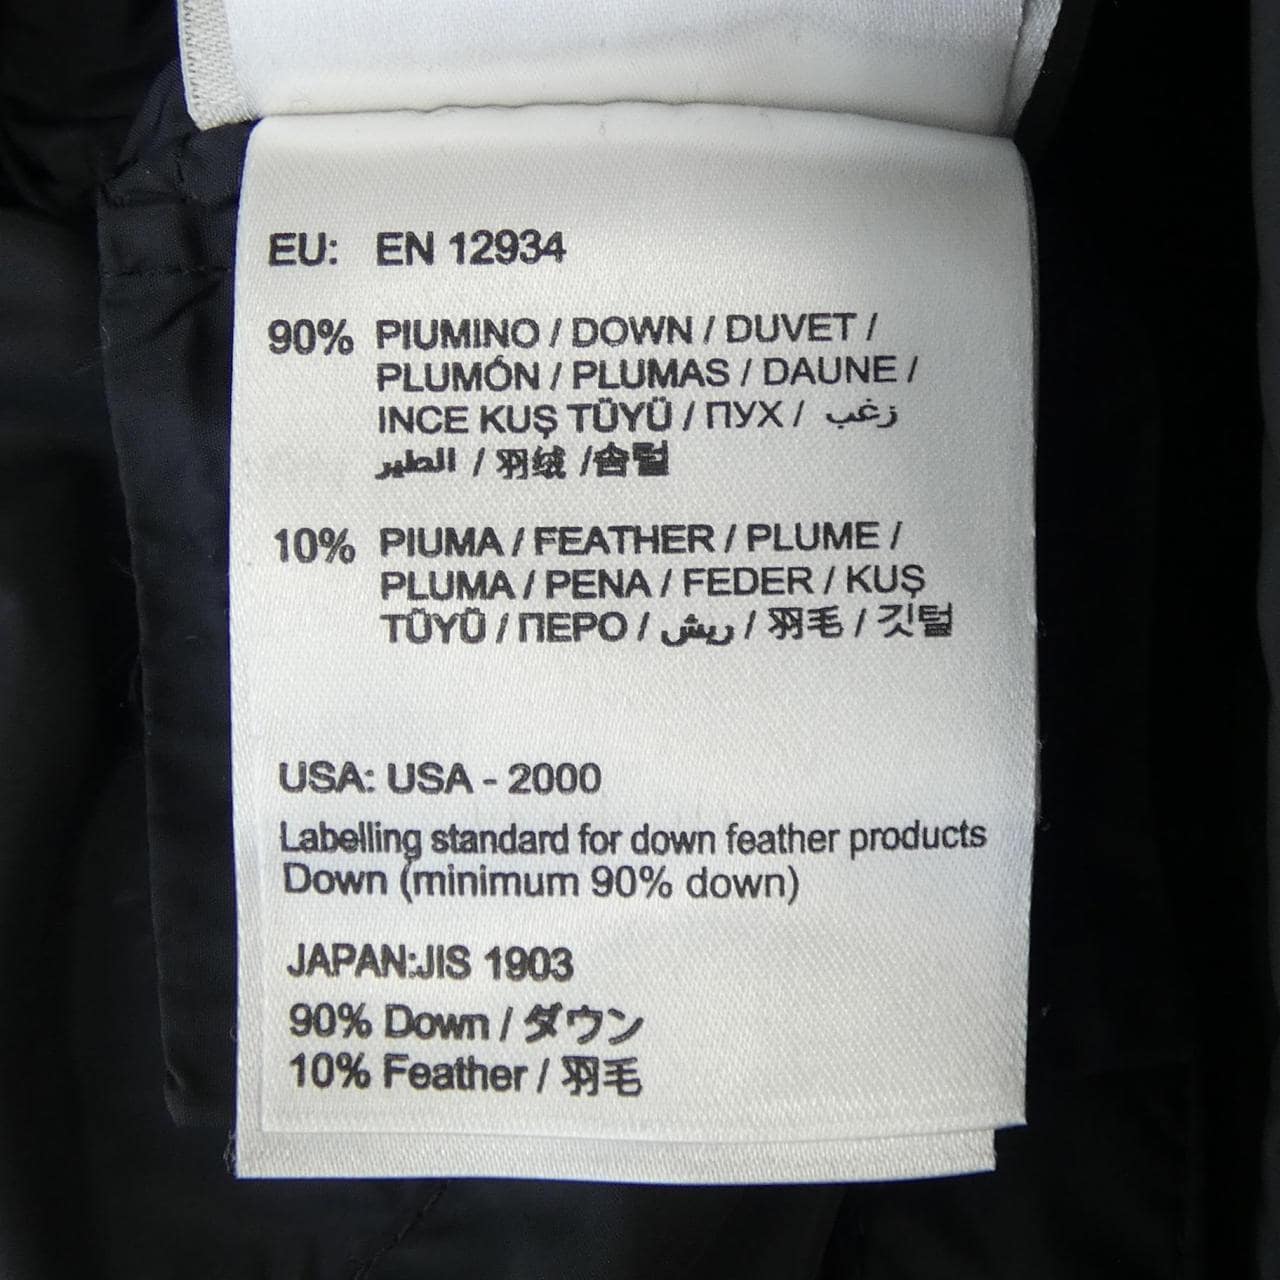 EU: EN 12934
90% PIUMINO / DOWN / DUVET /
PLUMÓN / PLUMAS / DAUNE /
INCE KUŞ TÜYÜ / ПУХ / زغب
الطير / 羽绒 /솜털
10% PIUMA / FEATHER / PLUME /
PLUMA / PENA / FEDER / KUŞ
TÜYÜ / ПЕРО / ريش / 羽毛 / 깃털
USA: USA - 2000
Labelling standard for down feather products
Down (minimum 90% down)
JAPAN:JIS 1903
90% Down / ダウン
10% Feather / 羽毛